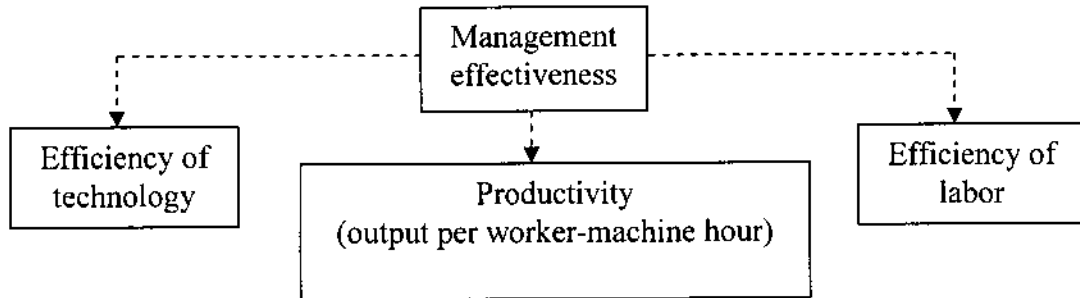 Management
effectiveness
Efficiency of
technology
Productivity
(output per worker-machine hour)
Efficiency of
labor